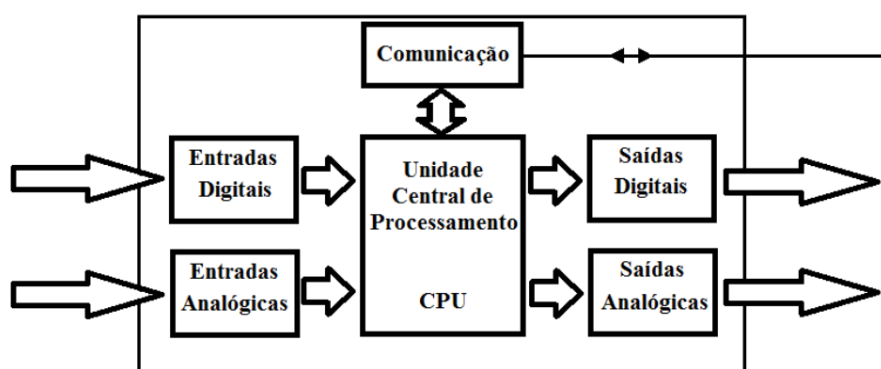 Comunicação
Entradas
Digitais
Unidade
Central de
Processamento
CPU
Saídas
Digitais
Entradas
Analógicas
Saídas
Analógicas